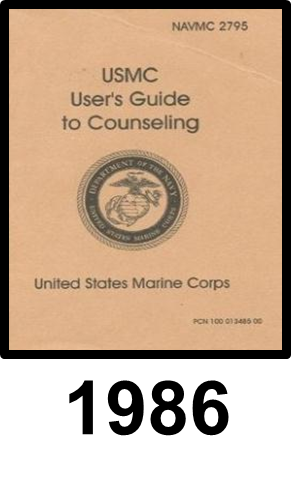 NAVMC 2795
USMC
User's Guide
to Counseling
DEPARTMENT OF THE NAVY
UNITED STATES MARINE CORPS
United States Marine Corps
PCN 100 013485 00
1986